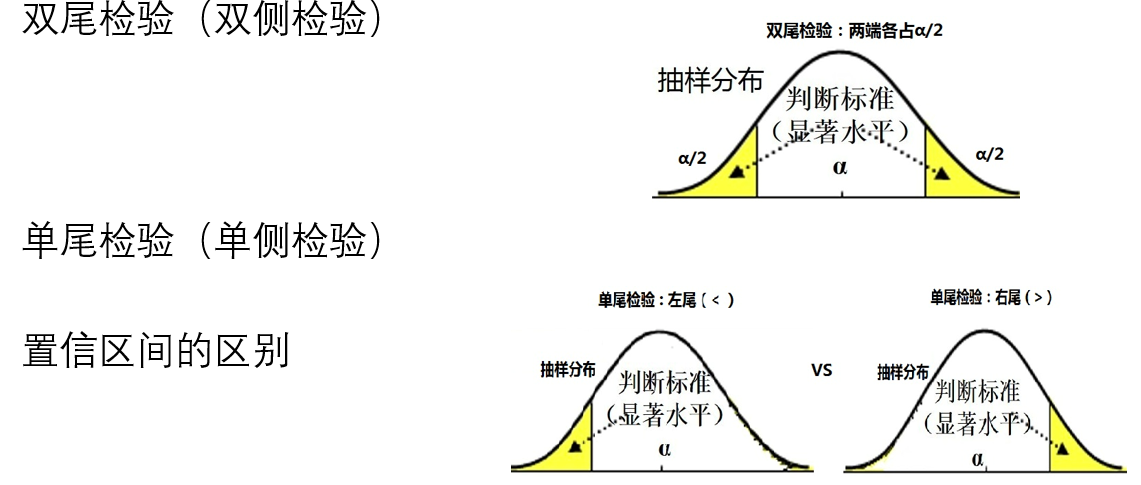 双尾检验（双侧检验）
双尾检验：两端各占α/2
抽样分布
判断标准
（显著水平）
α/2
α
α/2
单尾检验（单侧检验）
置信区间的区别
单尾检验：左尾（<）
抽样分布
判断标准
（显著水平）
α
VS
单尾检验：右尾（>）
抽样分布
判断标准
（显著水平）
α